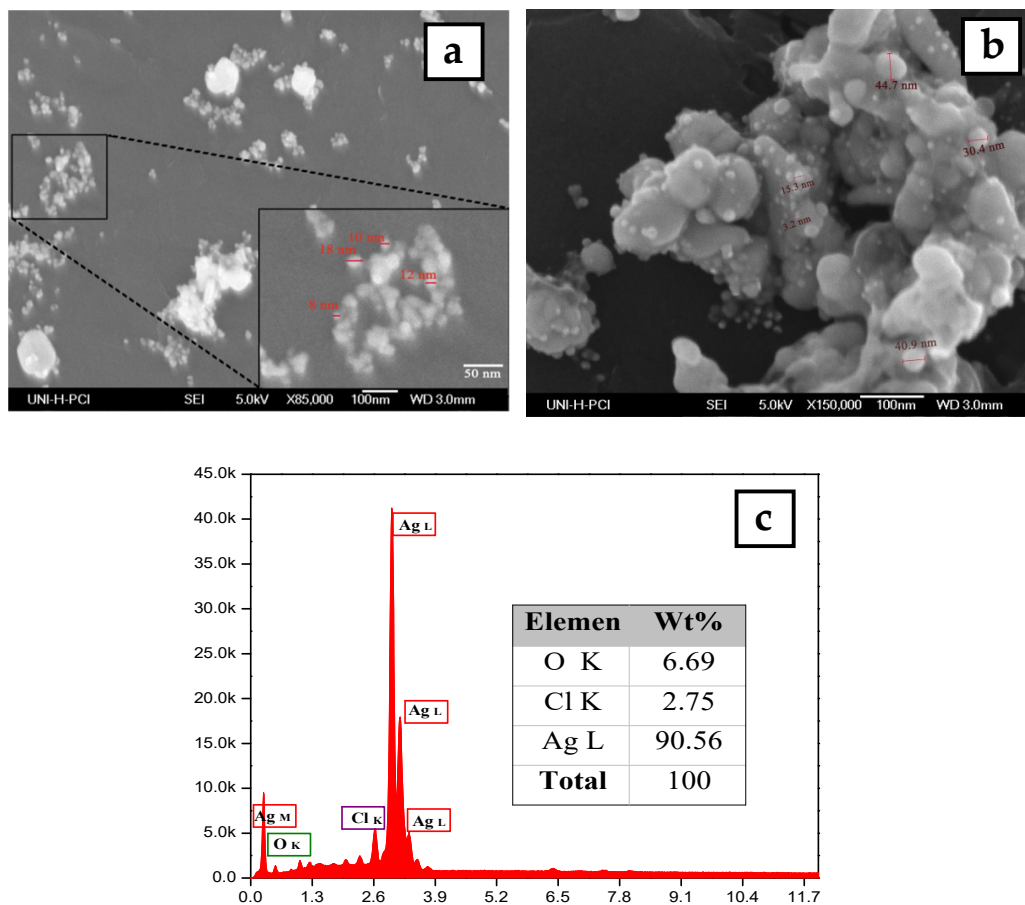 a
18 nm
10 nm
12 nm
8 nm
50 nm
UNI-H-PCI SEI 5.0kV X85,000 100nm WD 3.0mm
b
44.7 nm
30.4 nm
15.3 nm
3.2 nm
40.9 nm
UNI-H-PCI SEI 5.0kV X150,000 100nm WD 3.0mm
c
45.0k
40.0k
35.0k
30.0k
25.0k
20.0k
15.0k
10.0k
5.0k
0.0
Ag L
Ag L
Ag L
Ag M
O K
Cl K
Elemen Wt%
O K 6.69
Cl K 2.75
Ag L 90.56
Total 100
0.0 1.3 2.6 3.9 5.2 6.5 7.8 9.1 10.4 11.7